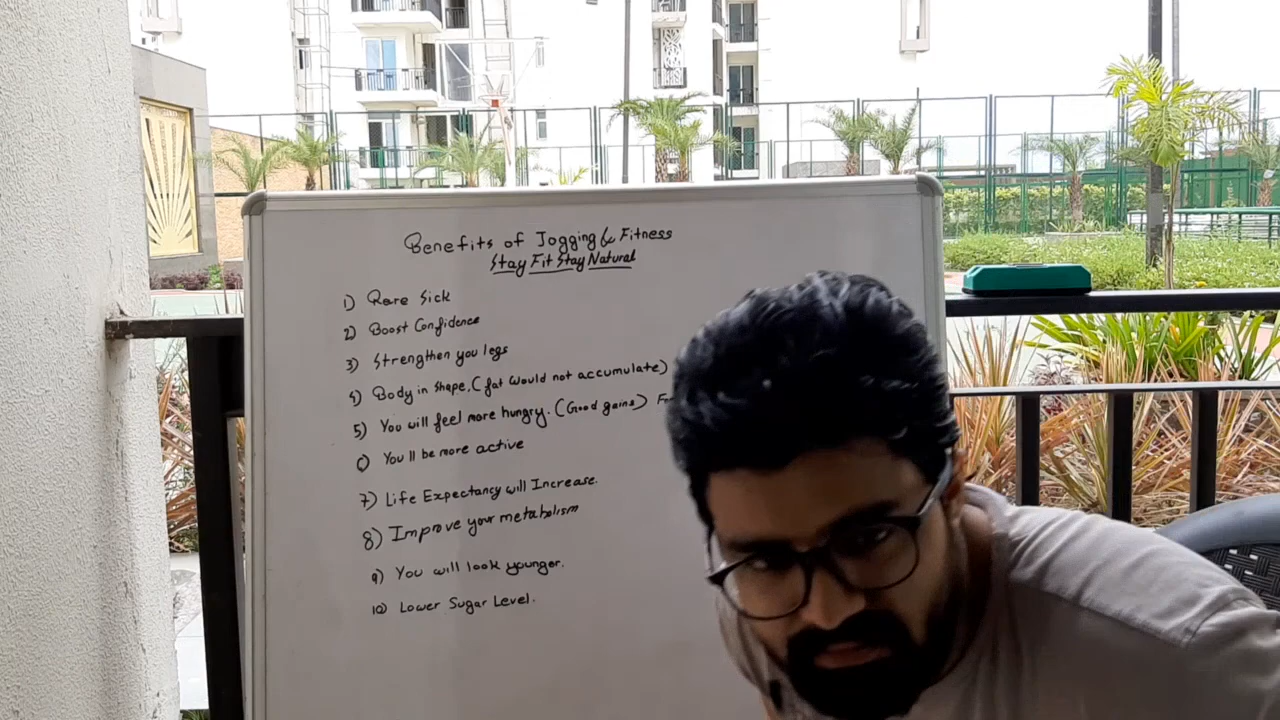 Benefits of Jogging & Fitness
Stay Fit Stay Natural
1) Rare Sick
2) Boost Confidence
3) Strengthen you legs
4) Body in shape. (fat would not accumulate)
5) You will feel more hungry. (Good gains)
6) You'll be more active
7) Life Expectancy will Increase.
8) Improve your metabolism
9) You will look younger.
10) Lower Sugar Level.